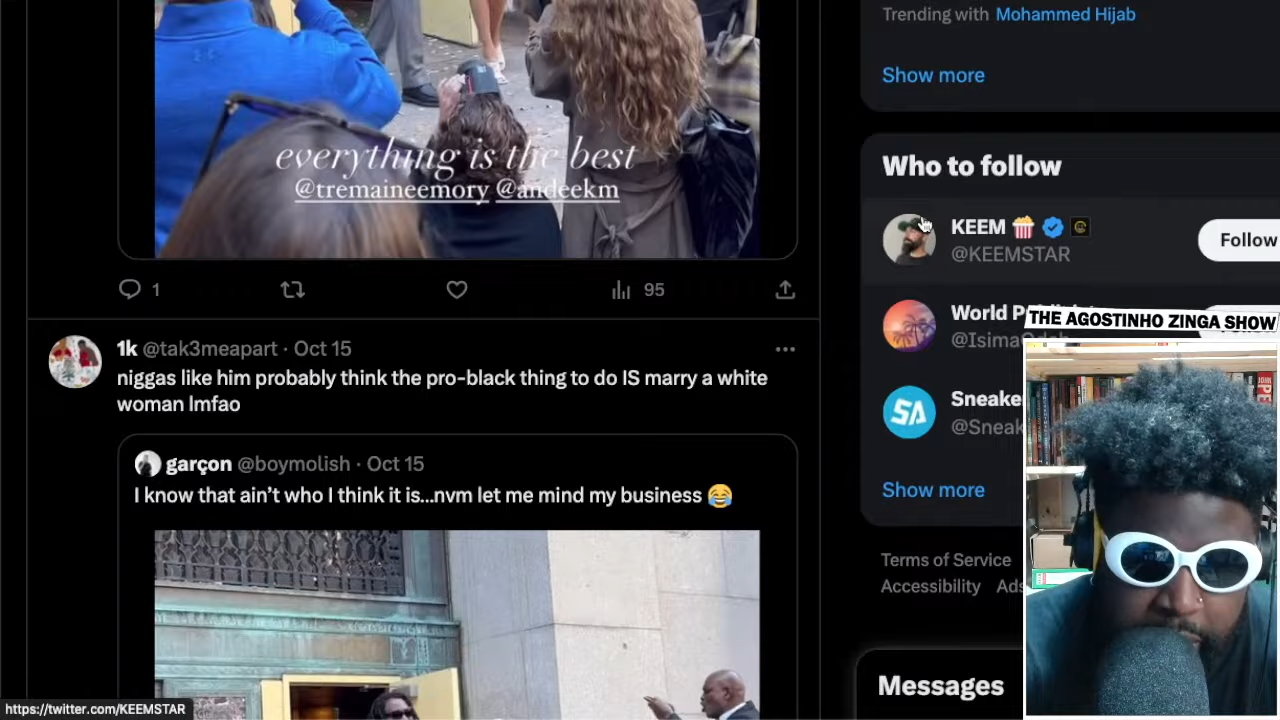 Trending with Mohammed Hijab
Show more
everything is the best
@tremaineemory @andeekm
Who to follow
KEEM
@KEEMSTAR
Follow
1
95
World
@Isima
THE AGOSTINHO ZINGA SHOW
1k @tak3meapart · Oct 15
niggas like him probably think the pro-black thing to do IS marry a white
woman lmfao
Sneake
@Sneak
SA
garçon @boymolish · Oct 15
I know that ain't who I think it is...nvm let me mind my business 😂
Show more
Terms of Service
Accessibility Ads
Messages
https://twitter.com/KEEMSTAR